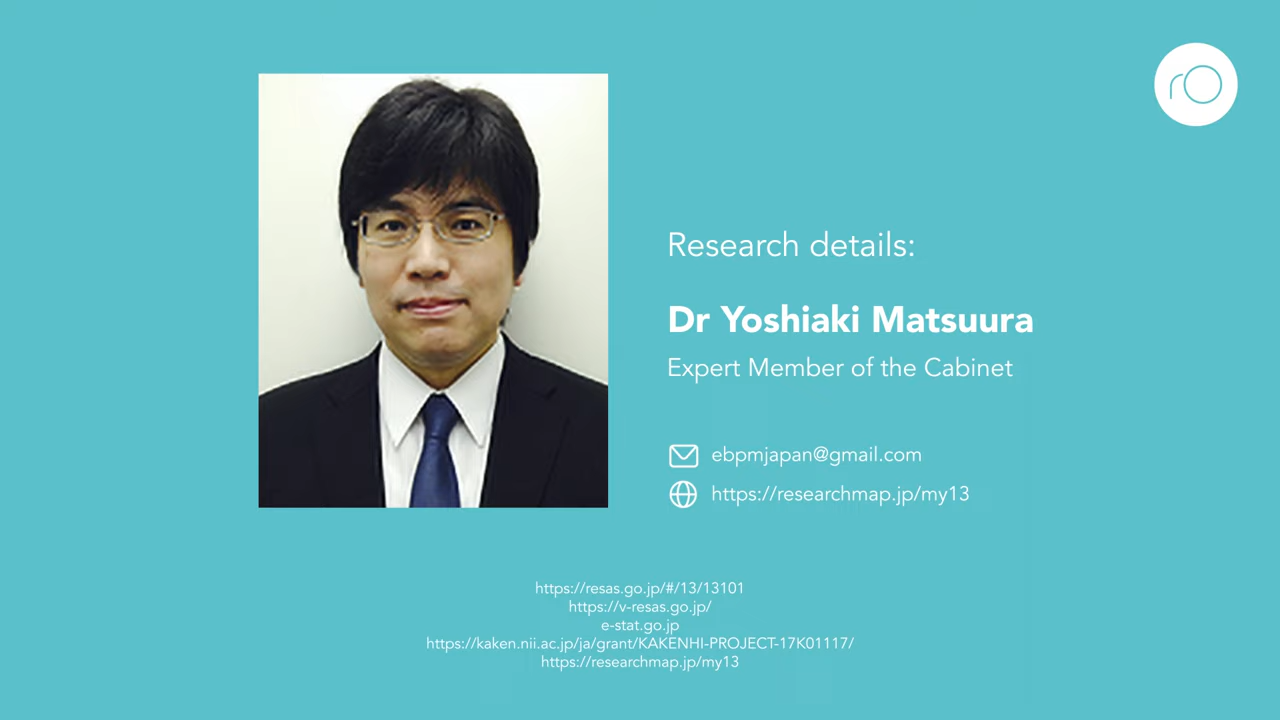 rO
Research details:
Dr Yoshiaki Matsuura
Expert Member of the Cabinet
ebpmjapan@gmail.com
https://researchmap.jp/my13
https://resas.go.jp/#/13/13101
https://v-resas.go.jp/
e-stat.go.jp
https://kaken.nii.ac.jp/ja/grant/KAKENHI-PROJECT-17K01117/
https://researchmap.jp/my13